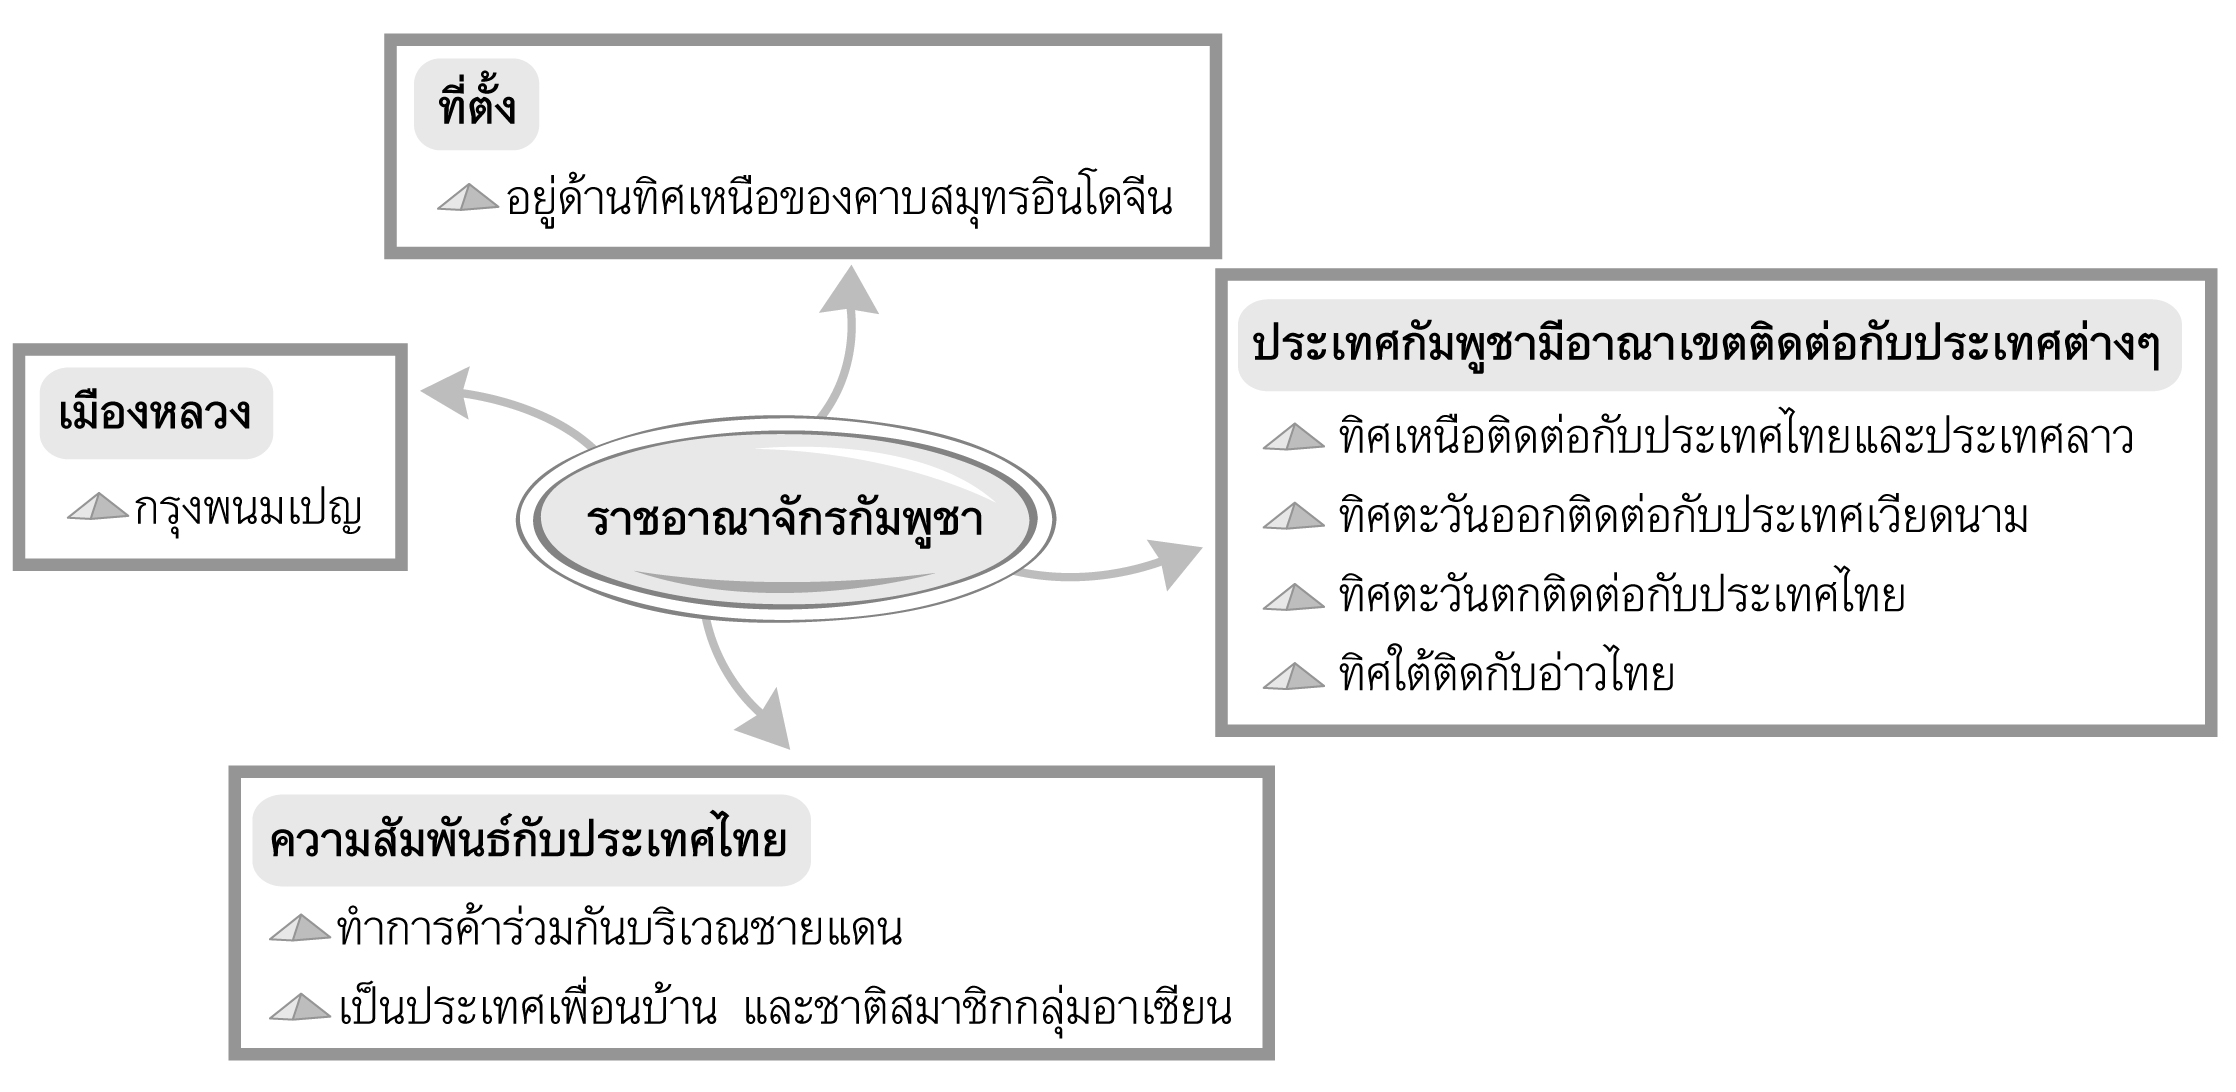 ที่ตั้ง
อยู่ด้านทิศเหนือของคาบสมุทรอินโดจีน
ประเทศกัมพูชามีอาณาเขตติดต่อกับประเทศต่างๆ
ทิศเหนือติดต่อกับประเทศไทยและประเทศลาว
ทิศตะวันออกติดต่อกับประเทศเวียดนาม
ทิศตะวันตกติดต่อกับประเทศไทย
ทิศใต้ติดกับอ่าวไทย
เมืองหลวง
กรุงพนมเปญ
ราชอาณาจักรกัมพูชา
ความสัมพันธ์กับประเทศไทย
ทำการค้าร่วมกันบริเวณชายแดน
เป็นประเทศเพื่อนบ้าน และชาติสมาชิกกลุ่มอาเซียน